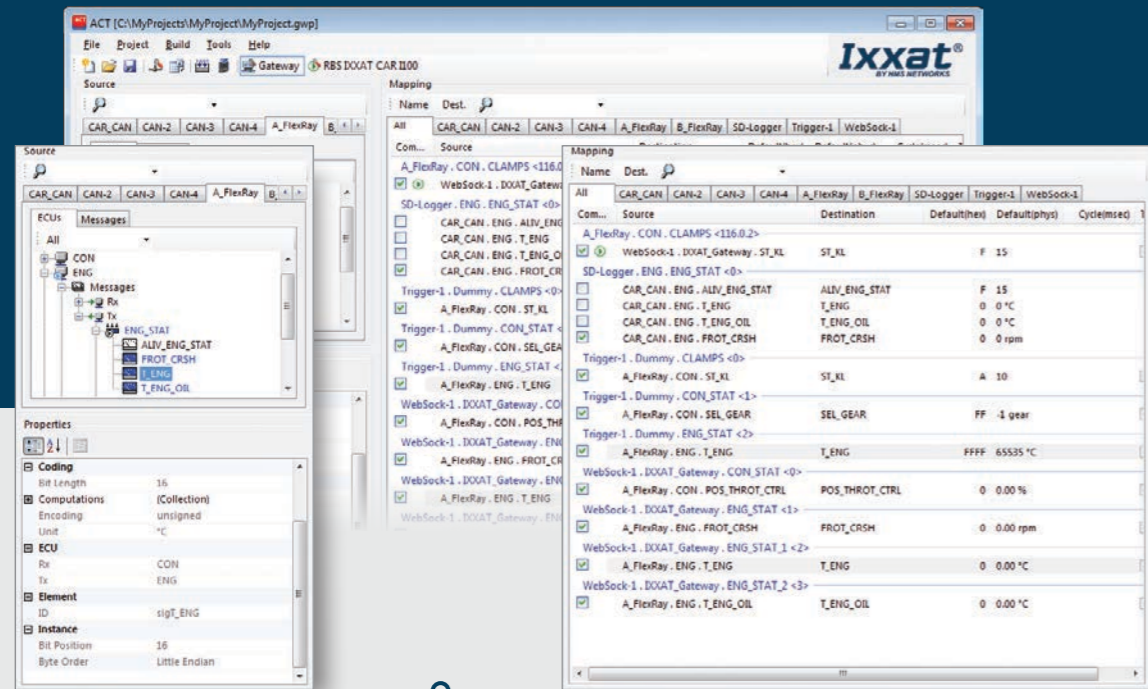 ACT [C:\MyProjects\MyProject\MyProject.gwp]
File Project Build Tools Help
Gateway RBS IXXAT CAR I100
Ixxat®
BY HMS NETWORKS
Source
CAR_CAN CAN-2 CAN-3 CAN-4 A_FlexRay B_
Mapping
Name Dest.
All CAR_CAN CAN-2 CAN-3 CAN-4 A_FlexRay B_FlexRay SD-Logger Trigger-1 WebSock-1
Com... Source
A_FlexRay . CON . CLAMPS <116.0
WebSock-1 . IXXAT_Gatew
SD-Logger . ENG . ENG_STAT <0>
CAR_CAN . ENG . ALIV_ENG
CAR_CAN . ENG . T_ENG
CAR_CAN . ENG . T_ENG_O
CAR_CAN . ENG . FROT_CR
Trigger-1 . Dummy . CLAMPS <0>
A_FlexRay . CON . ST_KL
Trigger-1 . Dummy . CON_STAT <
A_FlexRay . CON . SEL_GEA
Trigger-1 . Dummy . ENG_STAT <
A_FlexRay . ENG . T_ENG
WebSock-1 . IXXAT_Gateway . CO
A_FlexRay . CON . POS_THR
WebSock-1 . IXXAT_Gateway . ENG
A_FlexRay . ENG . FROT_CR
WebSock-1 . IXXAT_Gateway . ENG
A_FlexRay . ENG . T_ENG
WebSock-1 . IXXAT_Gateway . ENG
Source
CAR_CAN CAN-2 CAN-3 CAN-4 A_FlexRay B_
ECUs Messages
All
CON
ENG
Messages
Rx
Tx
ENG_STAT
ALIV_ENG_STAT
FROT_CRSH
T_ENG
T_ENG_OIL
Properties
Coding
Bit Length 16
Computations (Collection)
Encoding unsigned
Unit °C
ECU
Rx CON
Tx ENG
Element
ID sigT_ENG
Instance
Bit Position 16
Byte Order Little Endian
Mapping
Name Dest.
All CAR_CAN CAN-2 CAN-3 CAN-4 A_FlexRay B_FlexRay SD-Logger Trigger-1 WebSock-1
Com... Source Destination Default(hex) Default(phys) Cycle(msec)
A_FlexRay . CON . CLAMPS <116.0.2>
WebSock-1 . IXXAT_Gateway . ST_KL ST_KL F 15
SD-Logger . ENG . ENG_STAT <0>
CAR_CAN . ENG . ALIV_ENG_STAT ALIV_ENG_STAT F 15
CAR_CAN . ENG . T_ENG T_ENG 0 0 °C
CAR_CAN . ENG . T_ENG_OIL T_ENG_OIL 0 0 °C
CAR_CAN . ENG . FROT_CRSH FROT_CRSH 0 0 rpm
Trigger-1 . Dummy . CLAMPS <0>
A_FlexRay . CON . ST_KL ST_KL A 10
Trigger-1 . Dummy . CON_STAT <1>
A_FlexRay . CON . SEL_GEAR SEL_GEAR FF -1 gear
Trigger-1 . Dummy . ENG_STAT <2>
A_FlexRay . ENG . T_ENG T_ENG FFFF 65535 °C
WebSock-1 . IXXAT_Gateway . CON_STAT <0>
A_FlexRay . CON . POS_THROT_CTRL POS_THROT_CTRL 0 0.00 %
WebSock-1 . IXXAT_Gateway . ENG_STAT <1>
A_FlexRay . ENG . FROT_CRSH FROT_CRSH 0 0.00 rpm
WebSock-1 . IXXAT_Gateway . ENG_STAT_1 <2>
A_FlexRay . ENG . T_ENG T_ENG 0 0.00 °C
WebSock-1 . IXXAT_Gateway . ENG_STAT_2 <3>
A_FlexRay . ENG . T_ENG_OIL T_ENG_OIL 0 0.00 °C